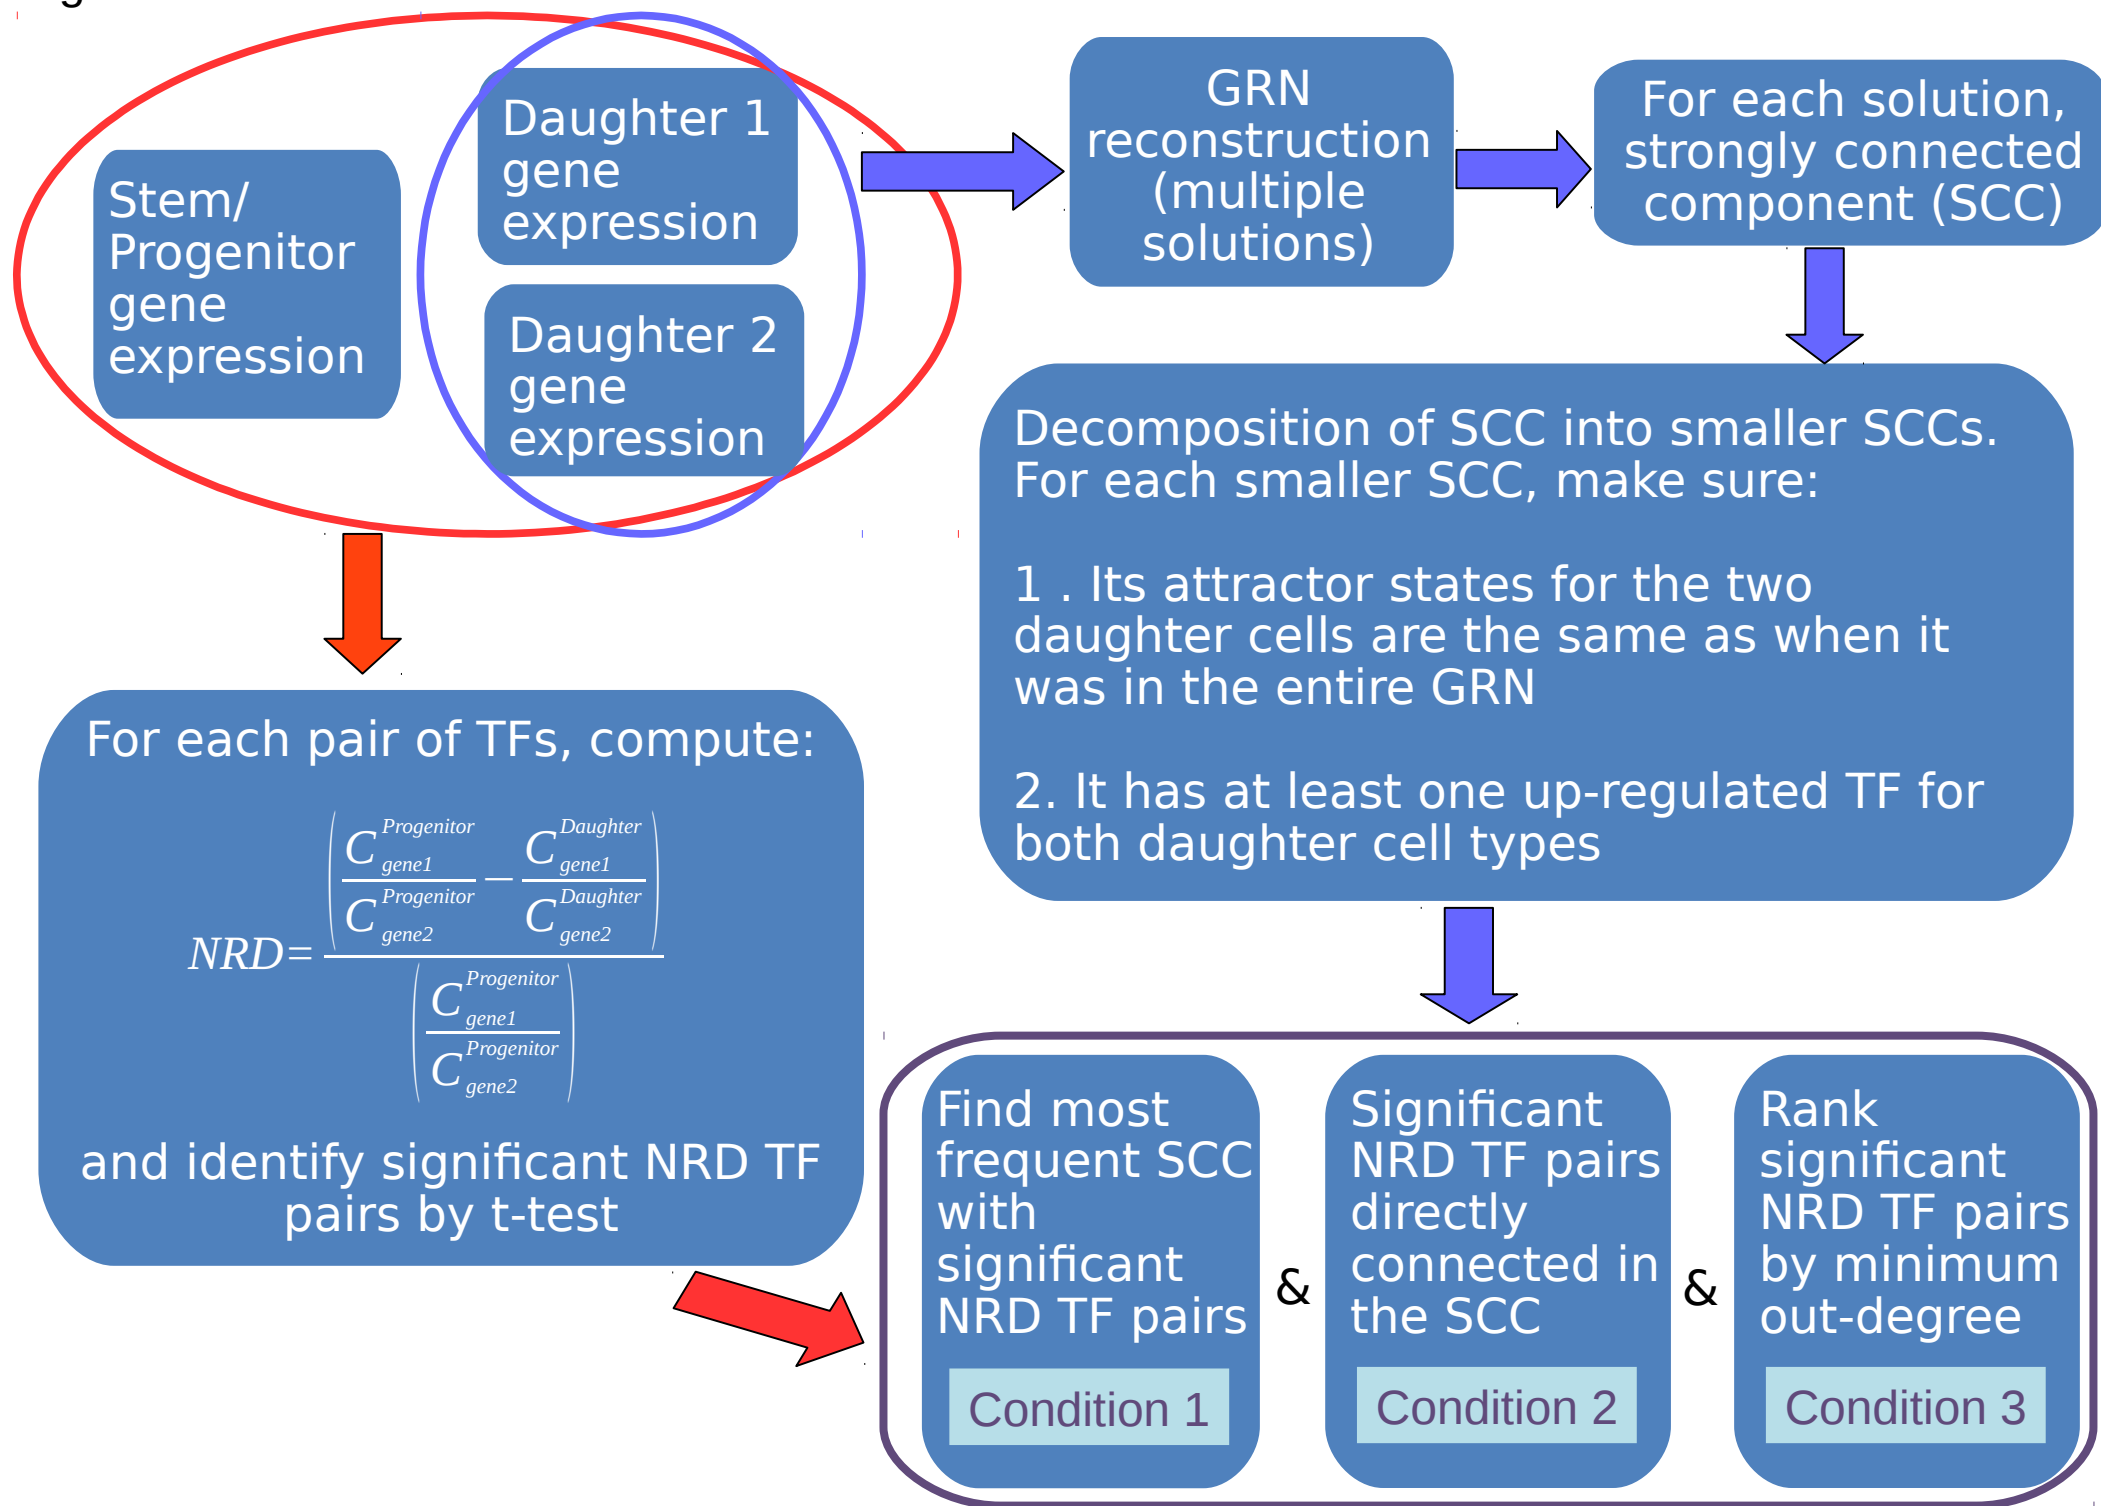 Stem/
Progenitor
gene
expression
Daughter 1
gene
expression
Daughter 2
gene
expression
GRN
reconstruction
(multiple
solutions)
For each solution,
strongly connected
component (SCC)
Decomposition of SCC into smaller SCCs.
For each smaller SCC, make sure:
1 . Its attractor states for the two
daughter cells are the same as when it
was in the entire GRN
2. It has at least one up-regulated TF for
both daughter cell types
For each pair of TFs, compute:
NRD=
C Progenitor gene1
C Progenitor gene2
−
C Daughter gene1
C Daughter gene2
C Progenitor gene1
C Progenitor gene2
and identify significant NRD TF
pairs by t-test
Find most
frequent SCC
with
significant
NRD TF pairs
Condition 1
&
Significant
NRD TF pairs
directly
connected in
the SCC
Condition 2
&
Rank
significant
NRD TF pairs
by minimum
out-degree
Condition 3